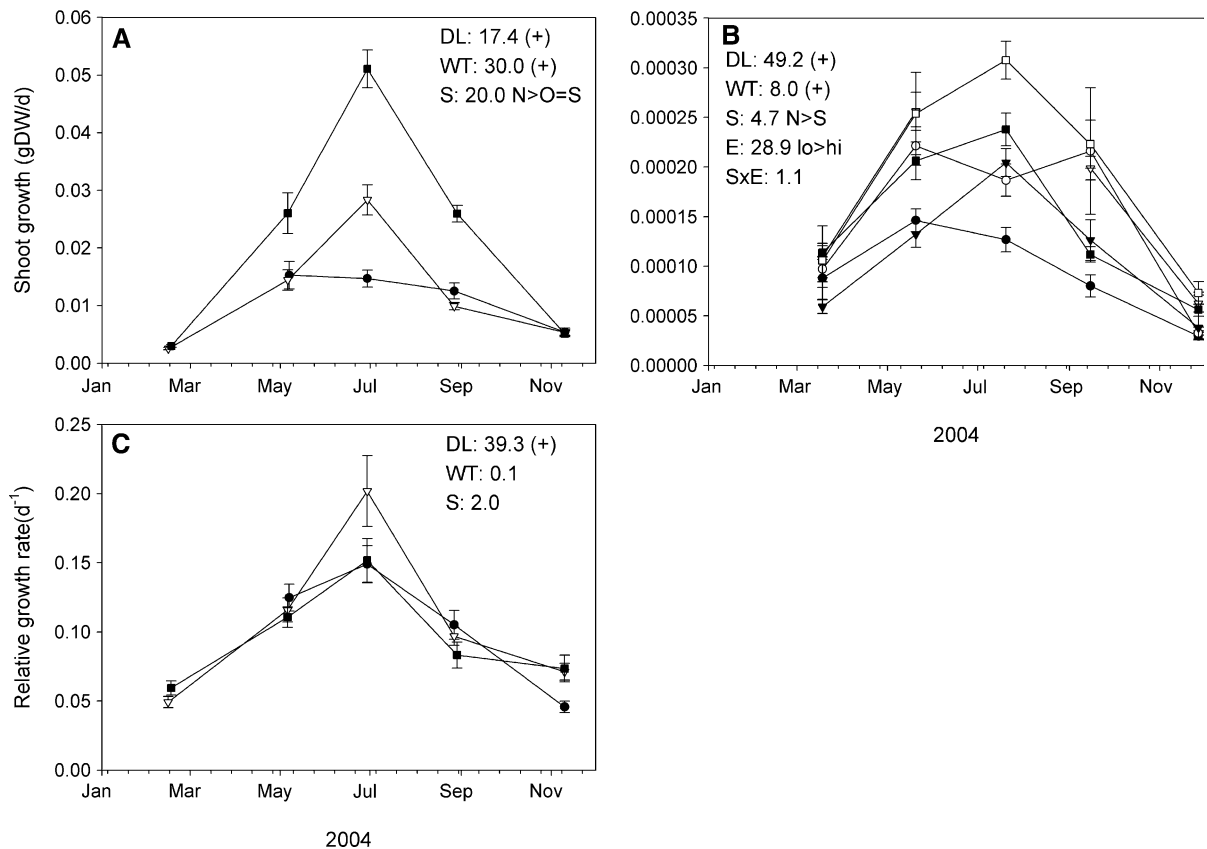 A
DL: 17.4 (+)
WT: 30.0 (+)
S: 20.0 N>O=S
Shoot growth (gDW/d)
0.06
0.05
0.04
0.03
0.02
0.01
0.00
Jan Mar May Jul Sep Nov
B
DL: 49.2 (+)
WT: 8.0 (+)
S: 4.7 N>S
E: 28.9 lo>hi
SxE: 1.1
0.00035
0.00030
0.00025
0.00020
0.00015
0.00010
0.00005
0.00000
Jan Mar May Jul Sep Nov
2004
C
DL: 39.3 (+)
WT: 0.1
S: 2.0
Relative growth rate(d-1)
0.25
0.20
0.15
0.10
0.05
0.00
Jan Mar May Jul Sep Nov
2004